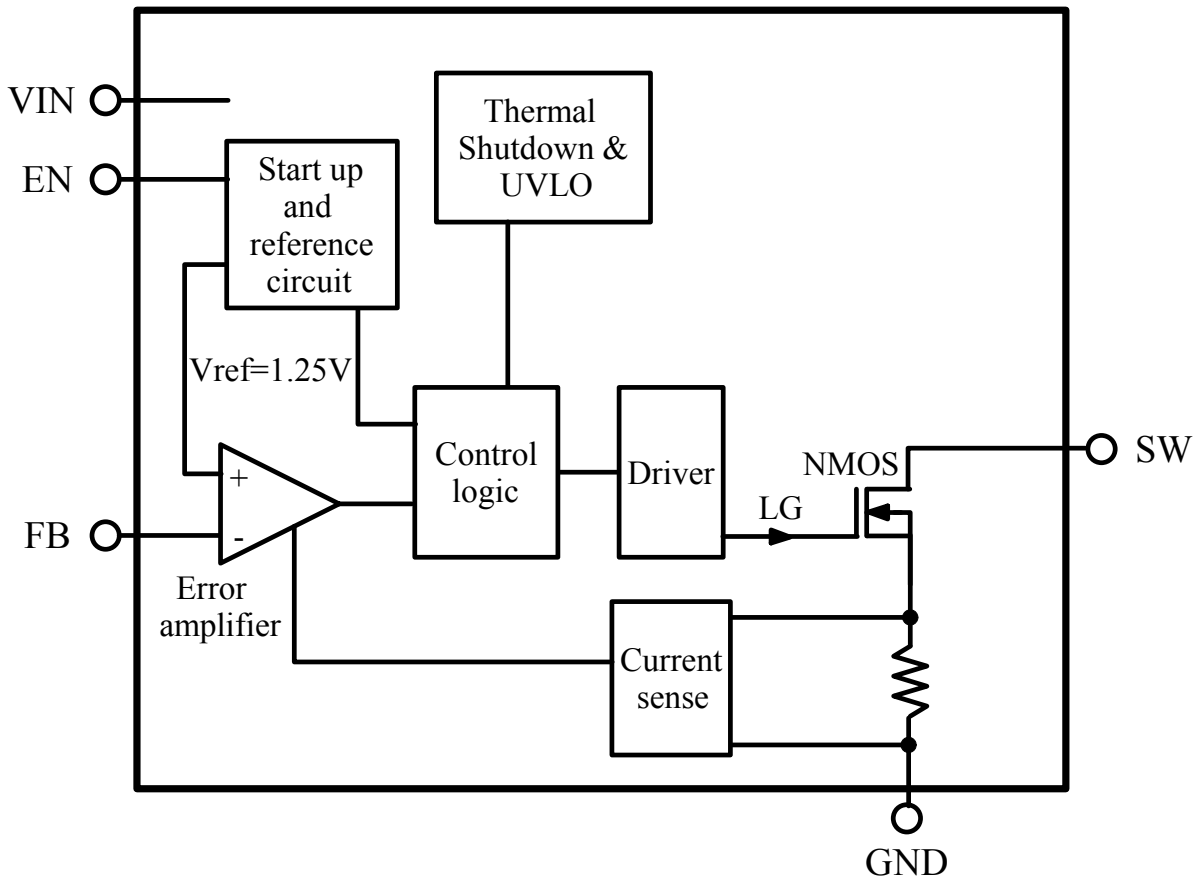 VIN
EN
Thermal
Shutdown &
UVLO
Start up
and
reference
circuit
Vref=1.25V
+
-
FB
Error
amplifier
Control
logic
Driver
NMOS
LG
SW
Current
sense
GND